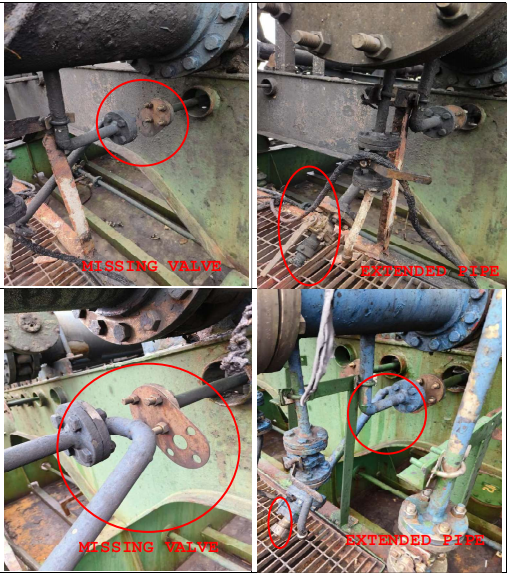 MISSING VALVE
EXTENDED PIPE
MISSING VALVE
EXTENDED PIPE